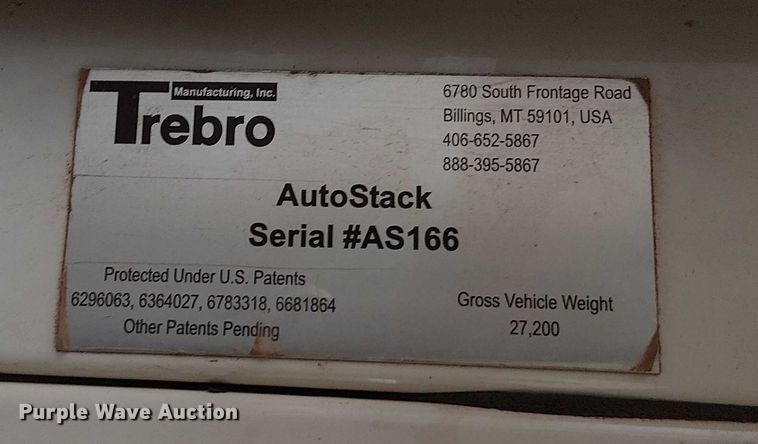 Manufacturing, Inc.
Trebro
6780 South Frontage Road
Billings, MT 59101, USA
406-652-5867
888-395-5867
AutoStack
Serial #AS166
Protected Under U.S. Patents
6296063, 6364027, 6783318, 6681864
Other Patents Pending
Gross Vehicle Weight
27,200
Purple Wave Auction